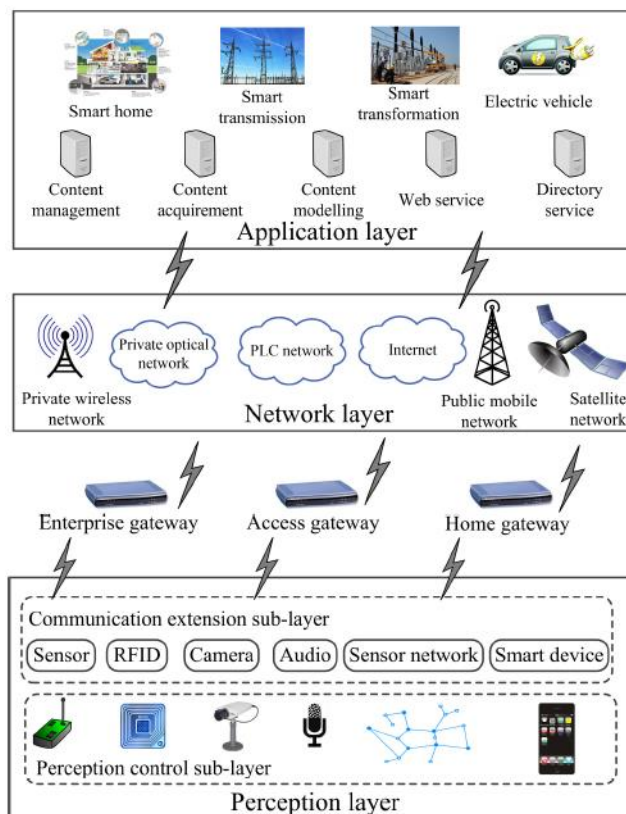 Smart home
Smart
transmission
Smart
transformation
Electric vehicle
Content
management
Content
acquirement
Content
modelling
Web service
Directory
service
Application layer
Private wireless
network
Private optical
network
PLC network
Internet
Public mobile
network
Satellite
network
Network layer
Enterprise gateway
Access gateway
Home gateway
Communication extension sub-layer
Sensor
RFID
Camera
Audio
Sensor network
Smart device
Perception control sub-layer
Perception layer